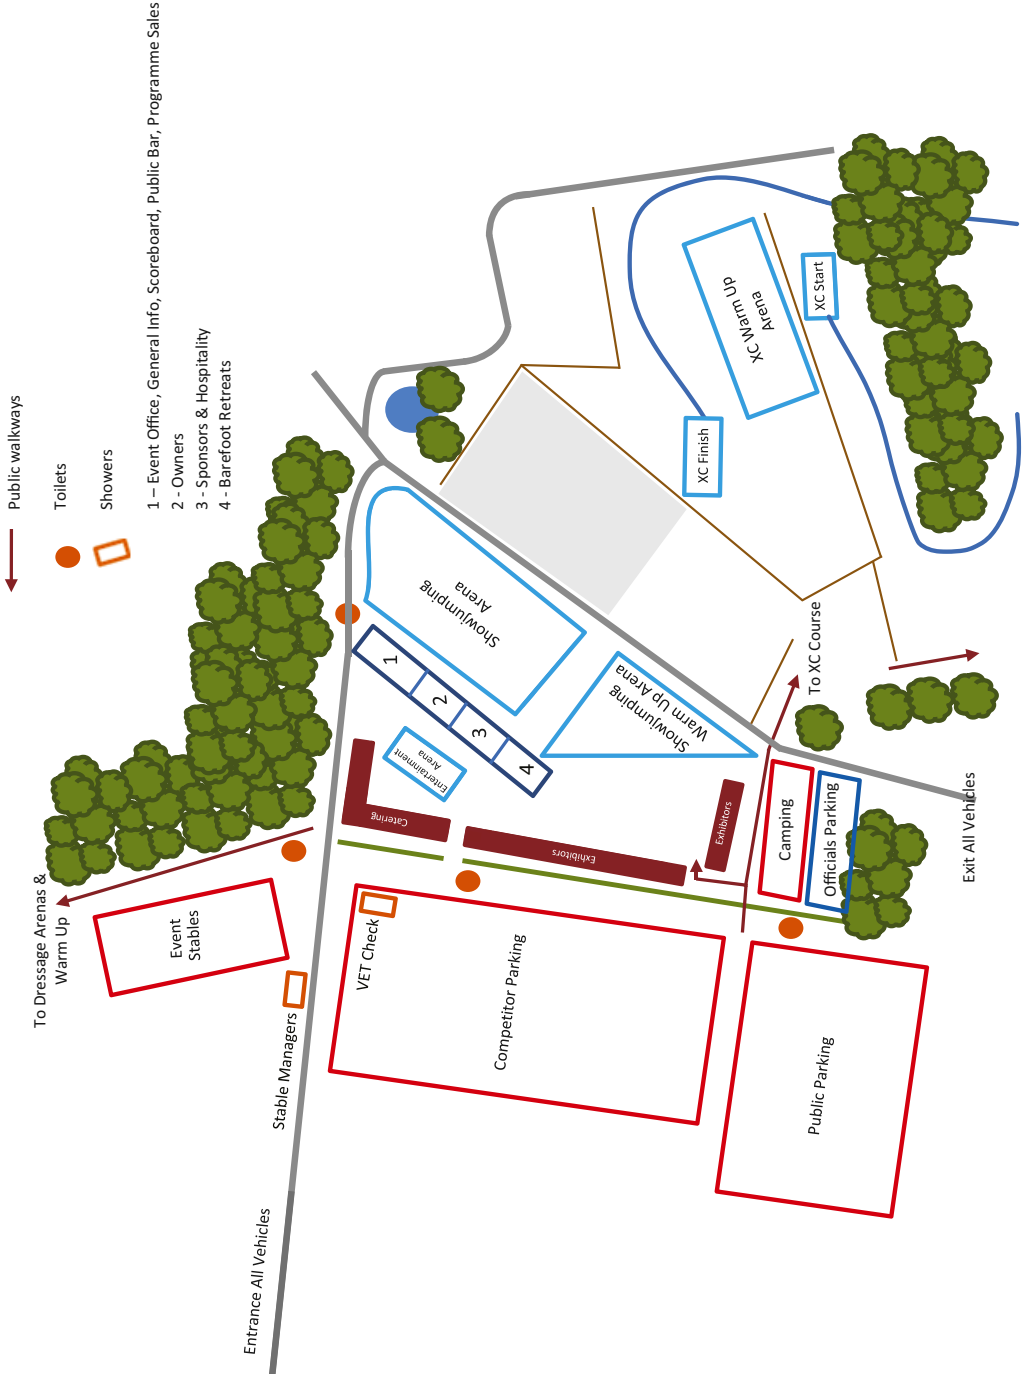 Public walkways
Toilets
Showers
1 – Event Office, General Info, Scoreboard, Public Bar, Programme Sales
2 - Owners
3 - Sponsors & Hospitality
4 - Barefoot Retreats
To Dressage Arenas &
Warm Up
Event
Stables
Stable Managers
Entrance All Vehicles
VET Check
Competitor Parking
Public Parking
Catering
Exhibitors
Exhibitors
Entertainment
Arena
1
2
3
4
Showjumping
Arena
Showjumping
Warm Up Arena
Camping
Officials Parking
Exit All Vehicles
To XC Course
XC Finish
XC Warm Up
Arena
XC Start